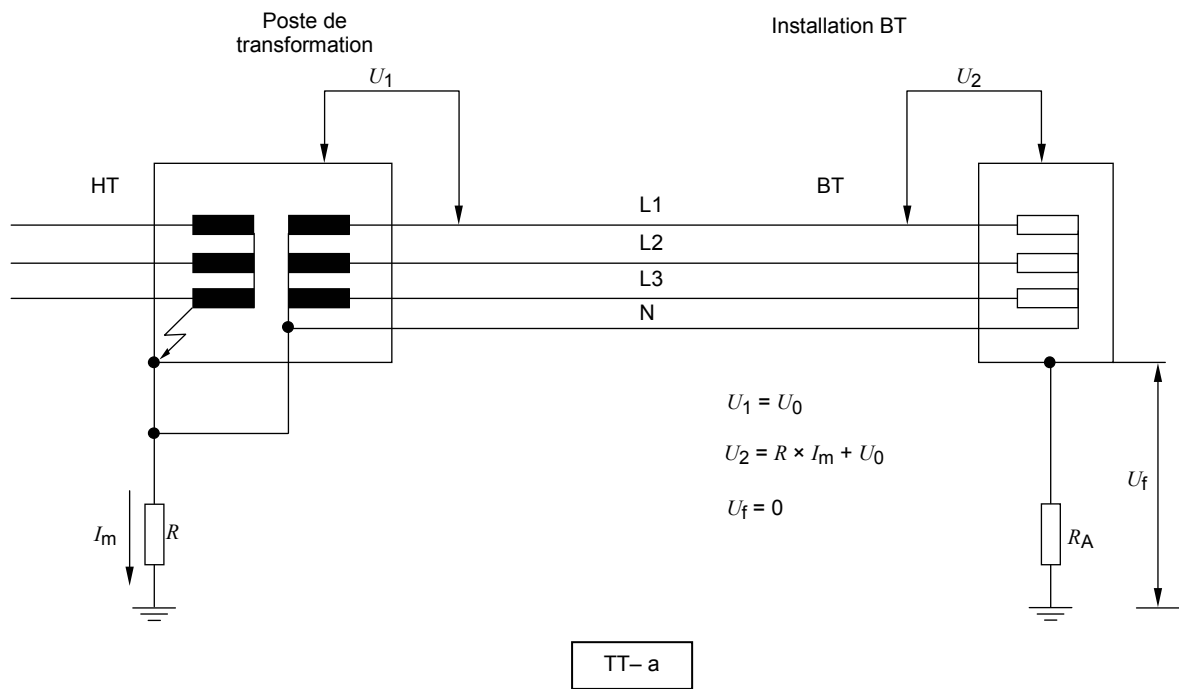 Poste de
transformation
Installation BT
U1
U2
HT
BT
L1
L2
L3
N
U1 = U0
U2 = R × Im + U0
Uf = 0
Uf
Im
R
RA
TT– a